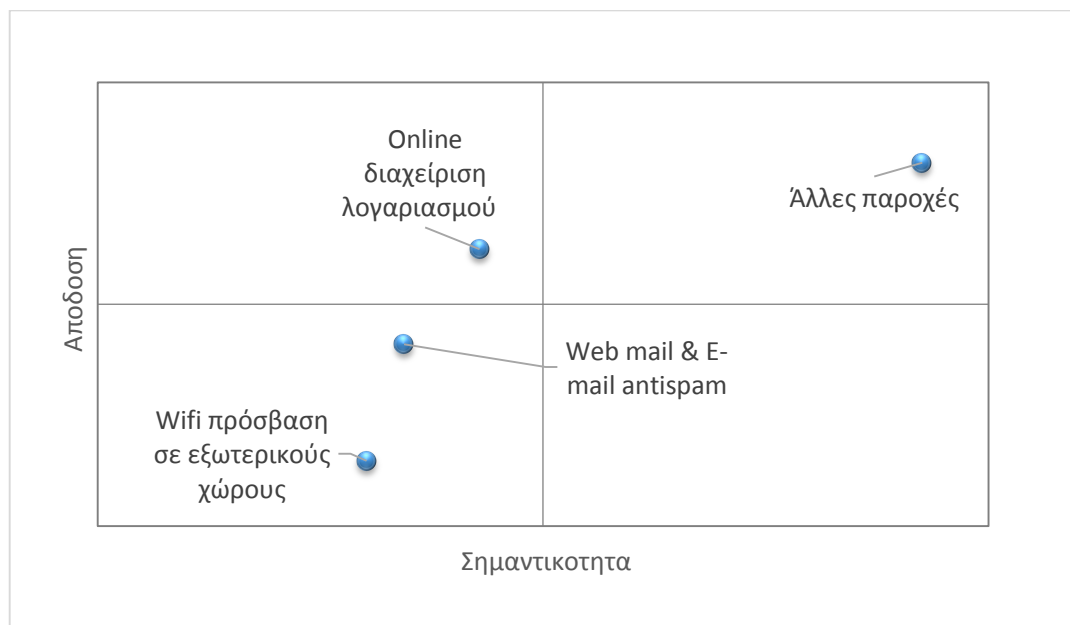 Online
διαχείριση
λογαριασμού
Άλλες παροχές
Αποδοση
Web mail & E-
mail antispam
Wifi πρόσβαση
σε εξωτερικούς
χώρους
Σημαντικοτητα